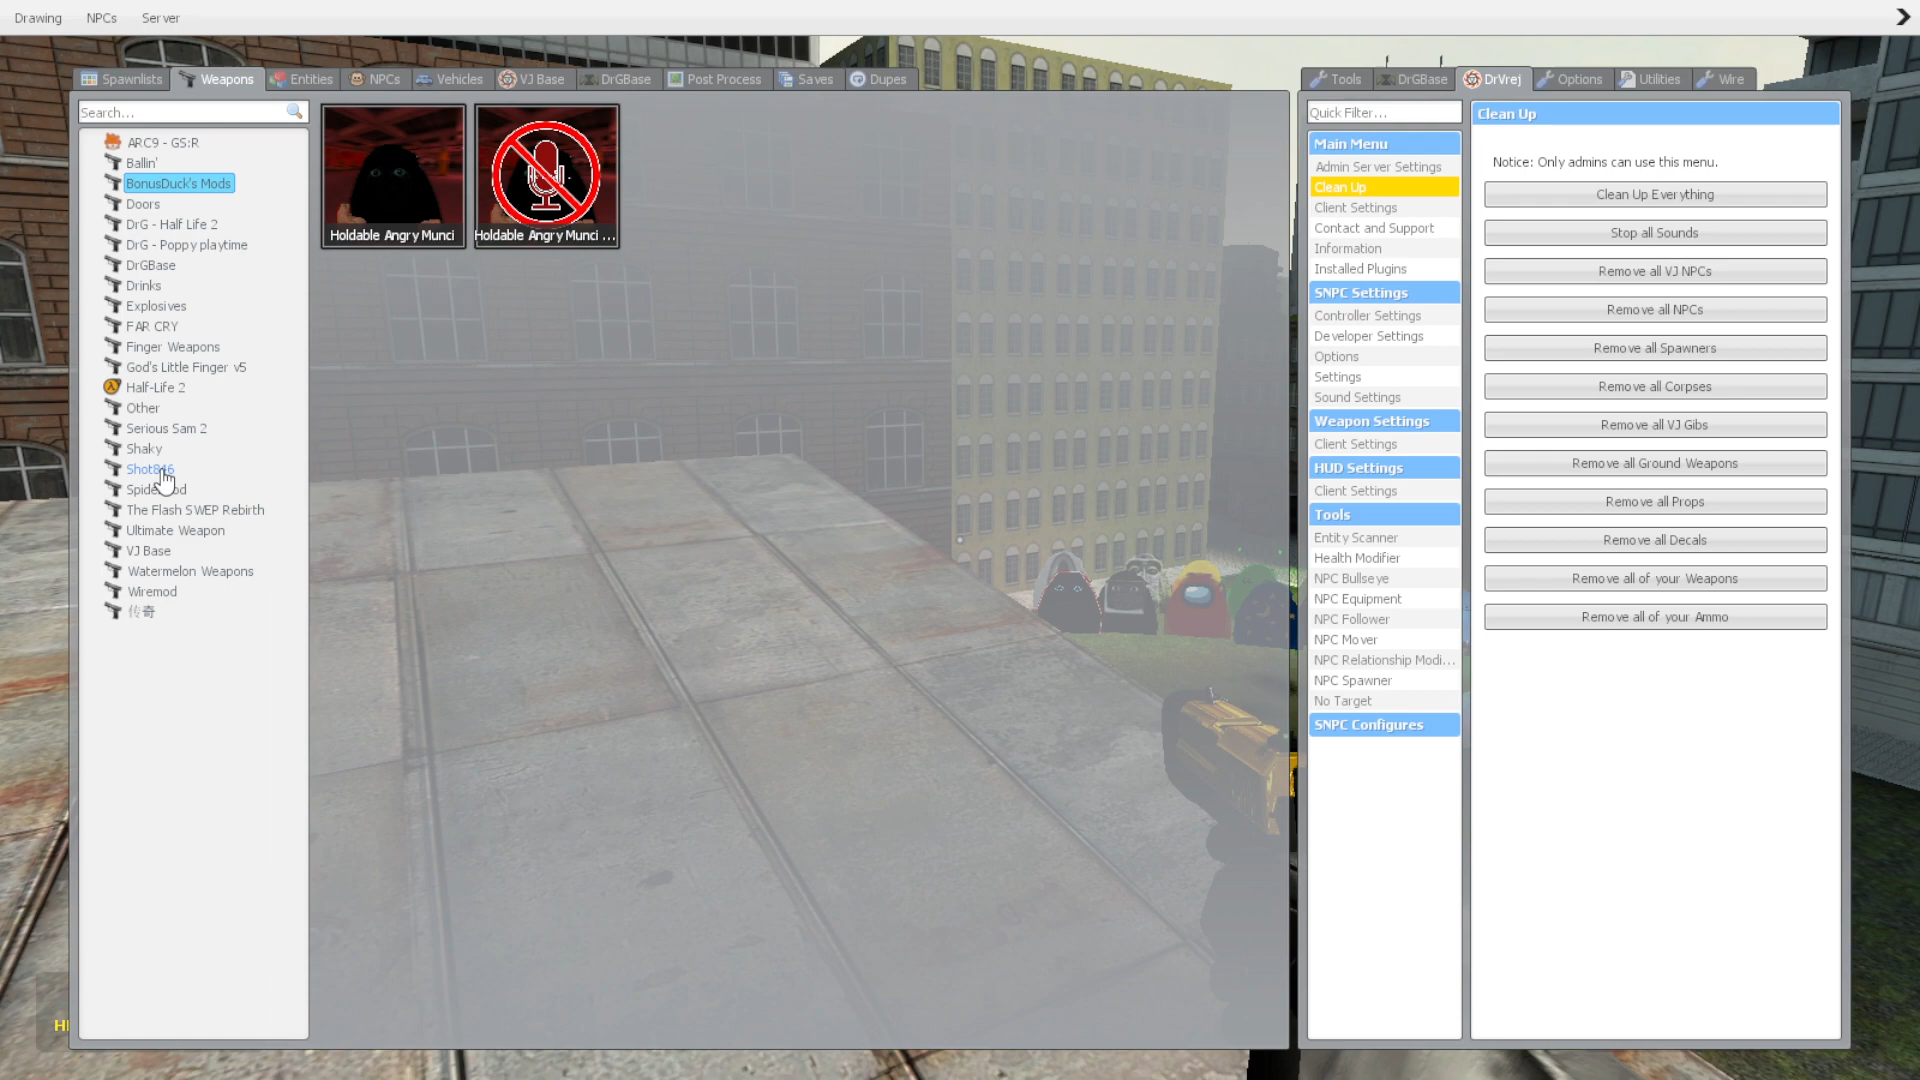 Drawing NPCs Server
Spawnlists Weapons Entities NPCs Vehicles VJ Base DrGBase Post Process Saves Dupes
Search...
ARC9 - GS:R
Ballin'
BonusDuck's Mods
Doors
DrG - Half Life 2
DrG - Poppy playtime
DrGBase
Drinks
Explosives
FAR CRY
Finger Weapons
God's Little Finger v5
Half-Life 2
Other
Serious Sam 2
Shaky
Shot846
The Flash SWEP Rebirth
Ultimate Weapon
VJ Base
Watermelon Weapons
Wiremod
传奇
Holdable Angry Munci
Holdable Angry Munci ...
Tools DrGBase DrVrej Options Utilities Wire
Quick Filter...
Main Menu
Admin Server Settings
Clean Up
Client Settings
Contact and Support
Information
Installed Plugins
SNPC Settings
Controller Settings
Developer Settings
Options
Settings
Sound Settings
Weapon Settings
Client Settings
HUD Settings
Client Settings
Tools
Entity Scanner
Health Modifier
NPC Bullseye
NPC Equipment
NPC Follower
NPC Mover
NPC Relationship Modi...
NPC Spawner
No Target
SNPC Configures
Clean Up
Notice: Only admins can use this menu.
Clean Up Everything
Stop all Sounds
Remove all VJ NPCs
Remove all NPCs
Remove all Spawners
Remove all Corpses
Remove all VJ Gibs
Remove all Ground Weapons
Remove all Props
Remove all Decals
Remove all of your Weapons
Remove all of your Ammo